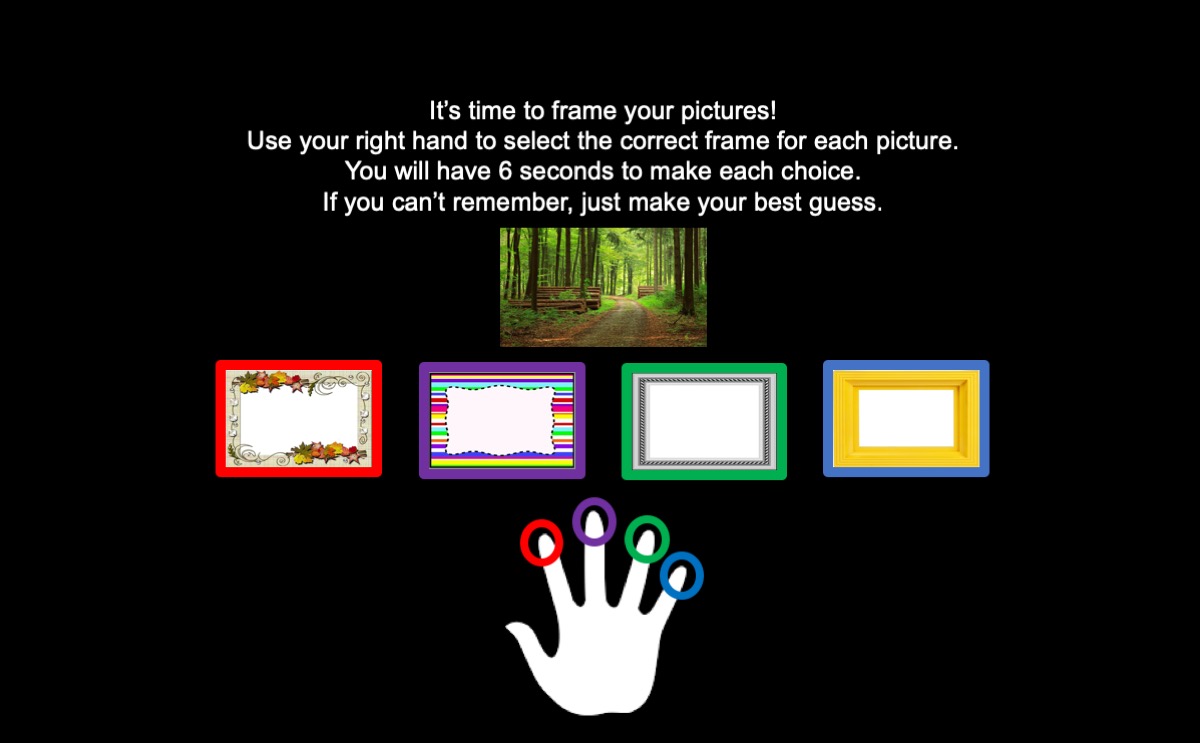 It’s time to frame your pictures!
Use your right hand to select the correct frame for each picture.
You will have 6 seconds to make each choice.
If you can’t remember, just make your best guess.